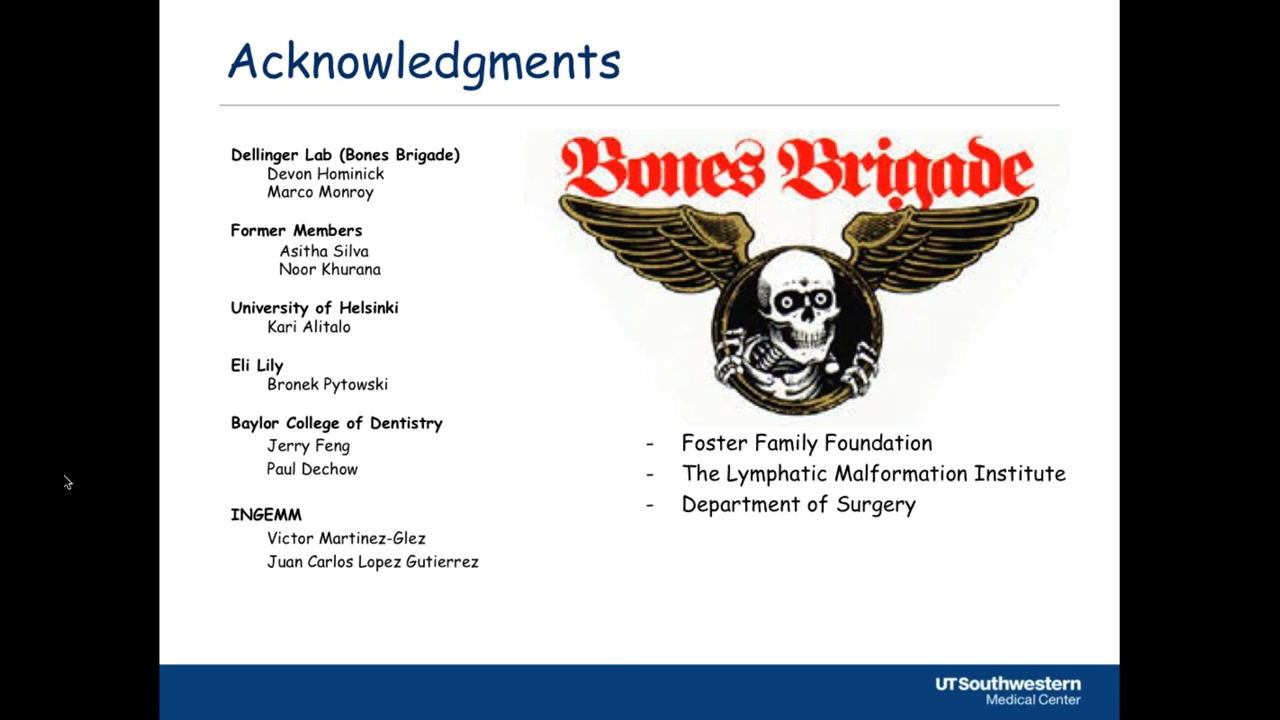 Acknowledgments
Dellinger Lab (Bones Brigade)
Devon Hominick
Marco Monroy
Former Members
Asitha Silva
Noor Khurana
University of Helsinki
Kari Alitalo
Eli Lily
Bronek Pytowski
Baylor College of Dentistry
Jerry Feng
Paul Dechow
INGEMM
Victor Martinez-Glez
Juan Carlos Lopez Gutierrez
Bones Brigade
- Foster Family Foundation
- The Lymphatic Malformation Institute
- Department of Surgery
UT Southwestern
Medical Center